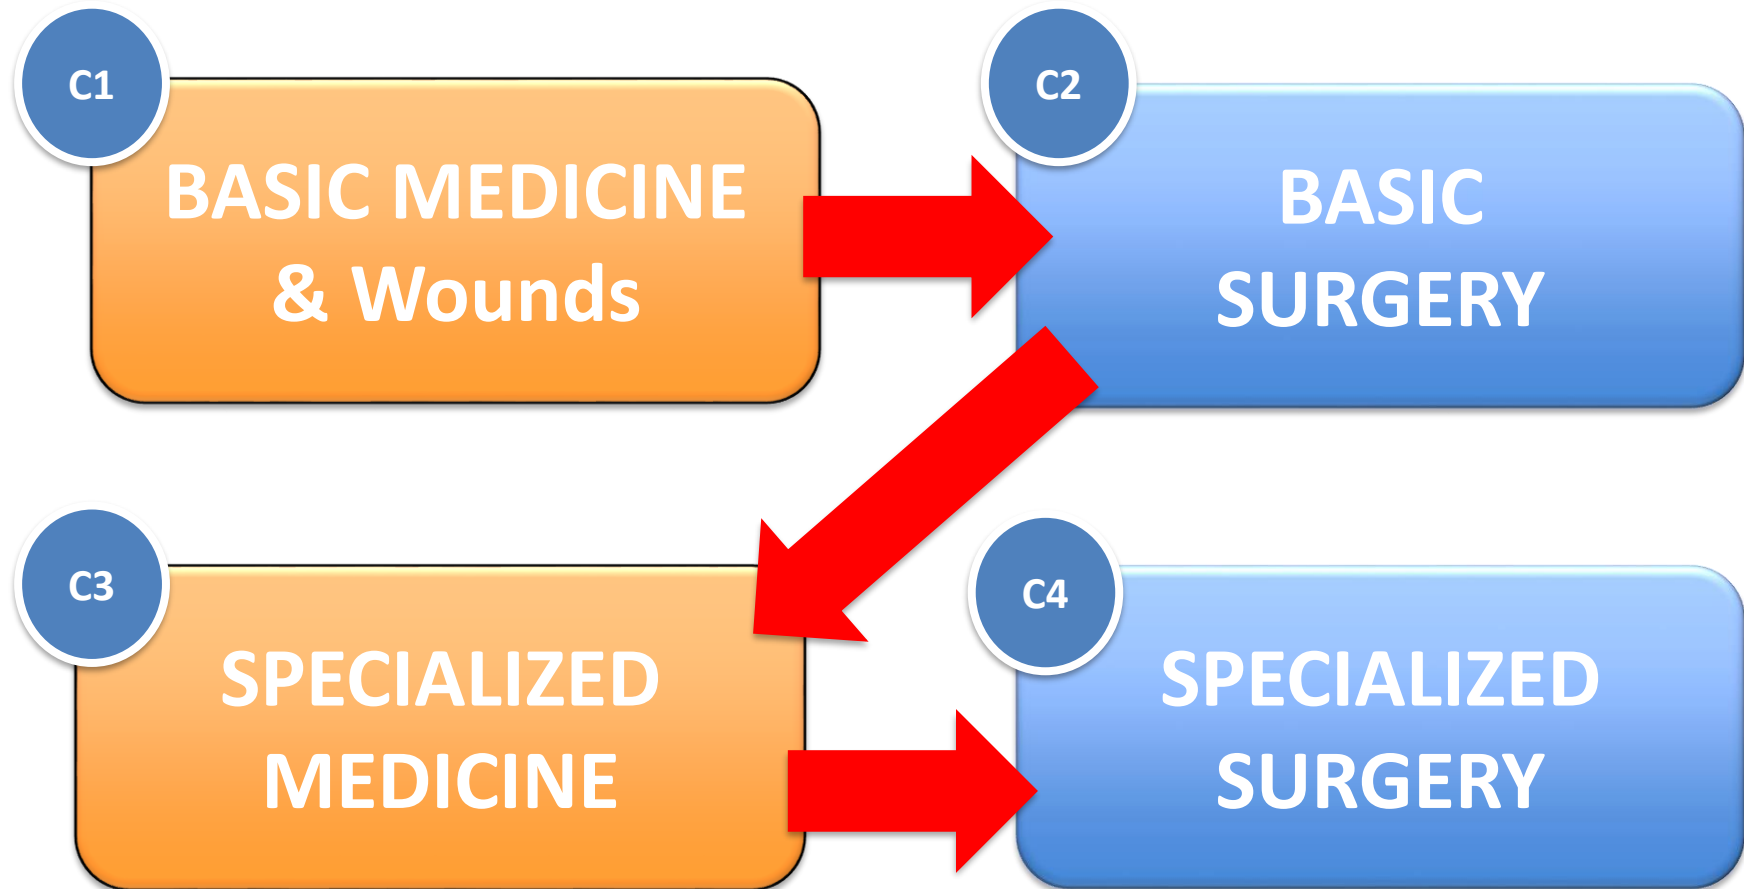 C1
BASIC MEDICINE
& Wounds
C2
BASIC
SURGERY
C3
SPECIALIZED
MEDICINE
C4
SPECIALIZED
SURGERY